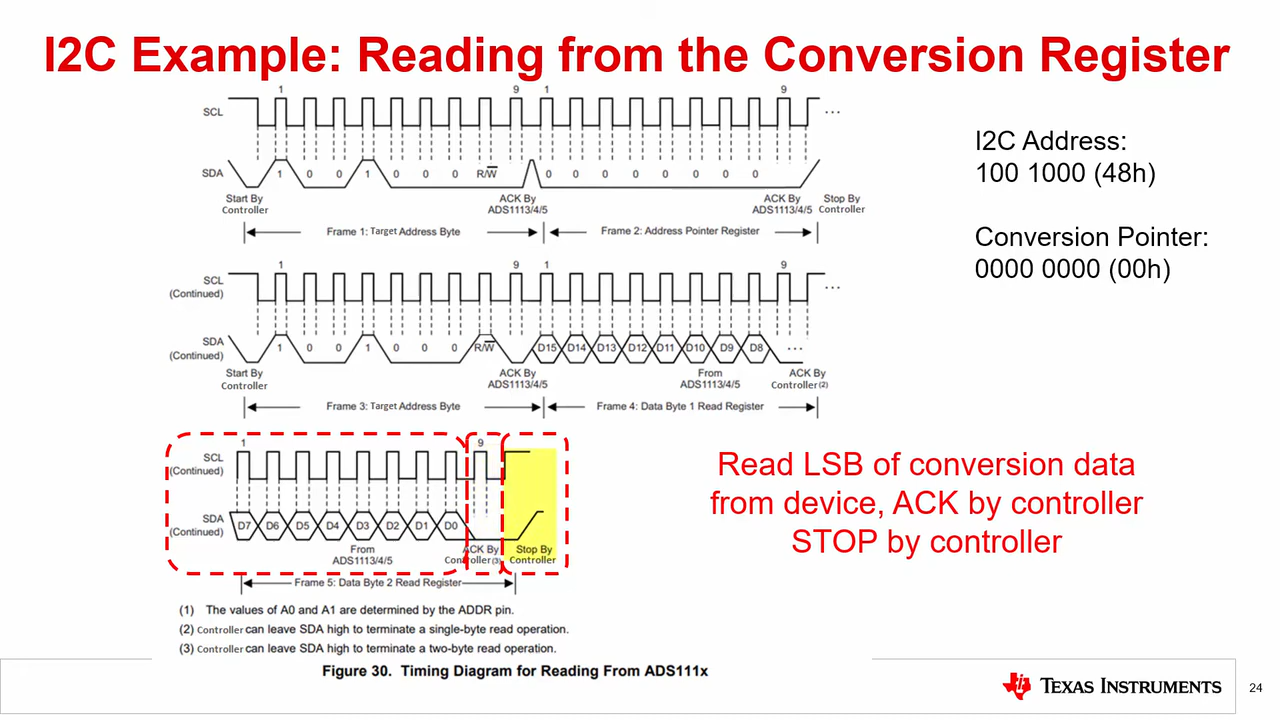 I2C Example: Reading from the Conversion Register
1 9 1 9
SCL ...
SDA 1 0 0 1 0 0 0 R/W 0 0 0 0 0 0 0 0
Start By Controller
ACK By ADS1113/4/5
ACK By ADS1113/4/5
Stop By Controller
Frame 1: Target Address Byte
Frame 2: Address Pointer Register
I2C Address:
100 1000 (48h)
Conversion Pointer:
0000 0000 (00h)
1 9 1 9
SCL (Continued) ...
SDA (Continued) 1 0 0 1 0 0 0 R/W D15 D14 D13 D12 D11 D10 D9 D8 ...
Start By Controller
ACK By ADS1113/4/5
From ADS1113/4/5
ACK By Controller (2)
Frame 3: Target Address Byte
Frame 4: Data Byte 1 Read Register
1 9
SCL (Continued)
SDA (Continued) D7 D6 D5 D4 D3 D2 D1 D0
From ADS1113/4/5
ACK By Controller (3)
Stop By Controller
Frame 5: Data Byte 2 Read Register
Read LSB of conversion data
from device, ACK by controller
STOP by controller
(1) The values of A0 and A1 are determined by the ADDR pin.
(2) Controller can leave SDA high to terminate a single-byte read operation.
(3) Controller can leave SDA high to terminate a two-byte read operation.
Figure 30. Timing Diagram for Reading From ADS111x
TEXAS INSTRUMENTS
24